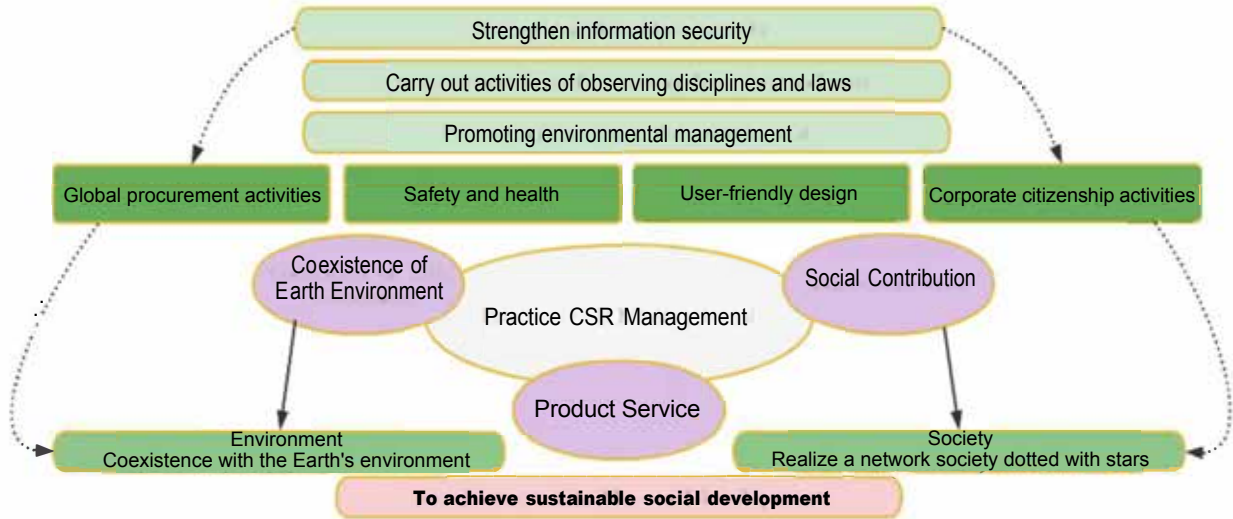 Strengthen information security
Carry out activities of observing disciplines and laws
Promoting environmental management
Global procurement activities
Safety and health
User-friendly design
Corporate citizenship activities
Coexistence of
Earth Environment
Social Contribution
Practice CSR Management
Product Service
Environment
Coexistence with the Earth's environment
Society
Realize a network society dotted with stars
To achieve sustainable social development